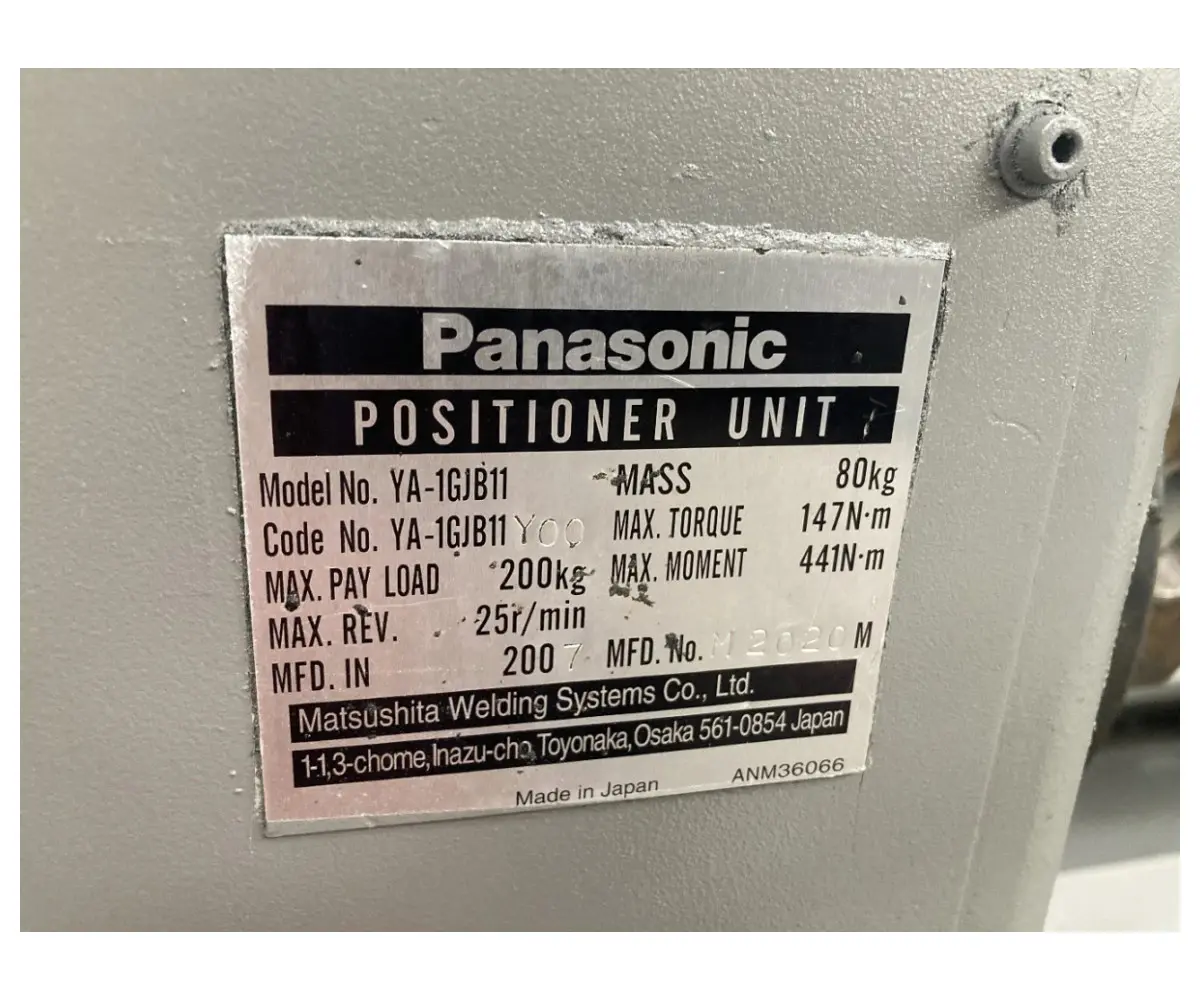 Panasonic
POSITIONER UNIT
Model No. YA-1GJB11 MASS 80kg
Code No. YA-1GJB11 Y00 MAX. TORQUE 147N·m
MAX. PAY LOAD 200kg MAX. MOMENT 441N·m
MAX. REV. 25r/min
MFD. IN 2007 MFD. No. M2020M
Matsushita Welding Systems Co., Ltd.
1-1,3-chome,Inazu-cho Toyonaka,Osaka 561-0854 Japan
Made in Japan ANM36066